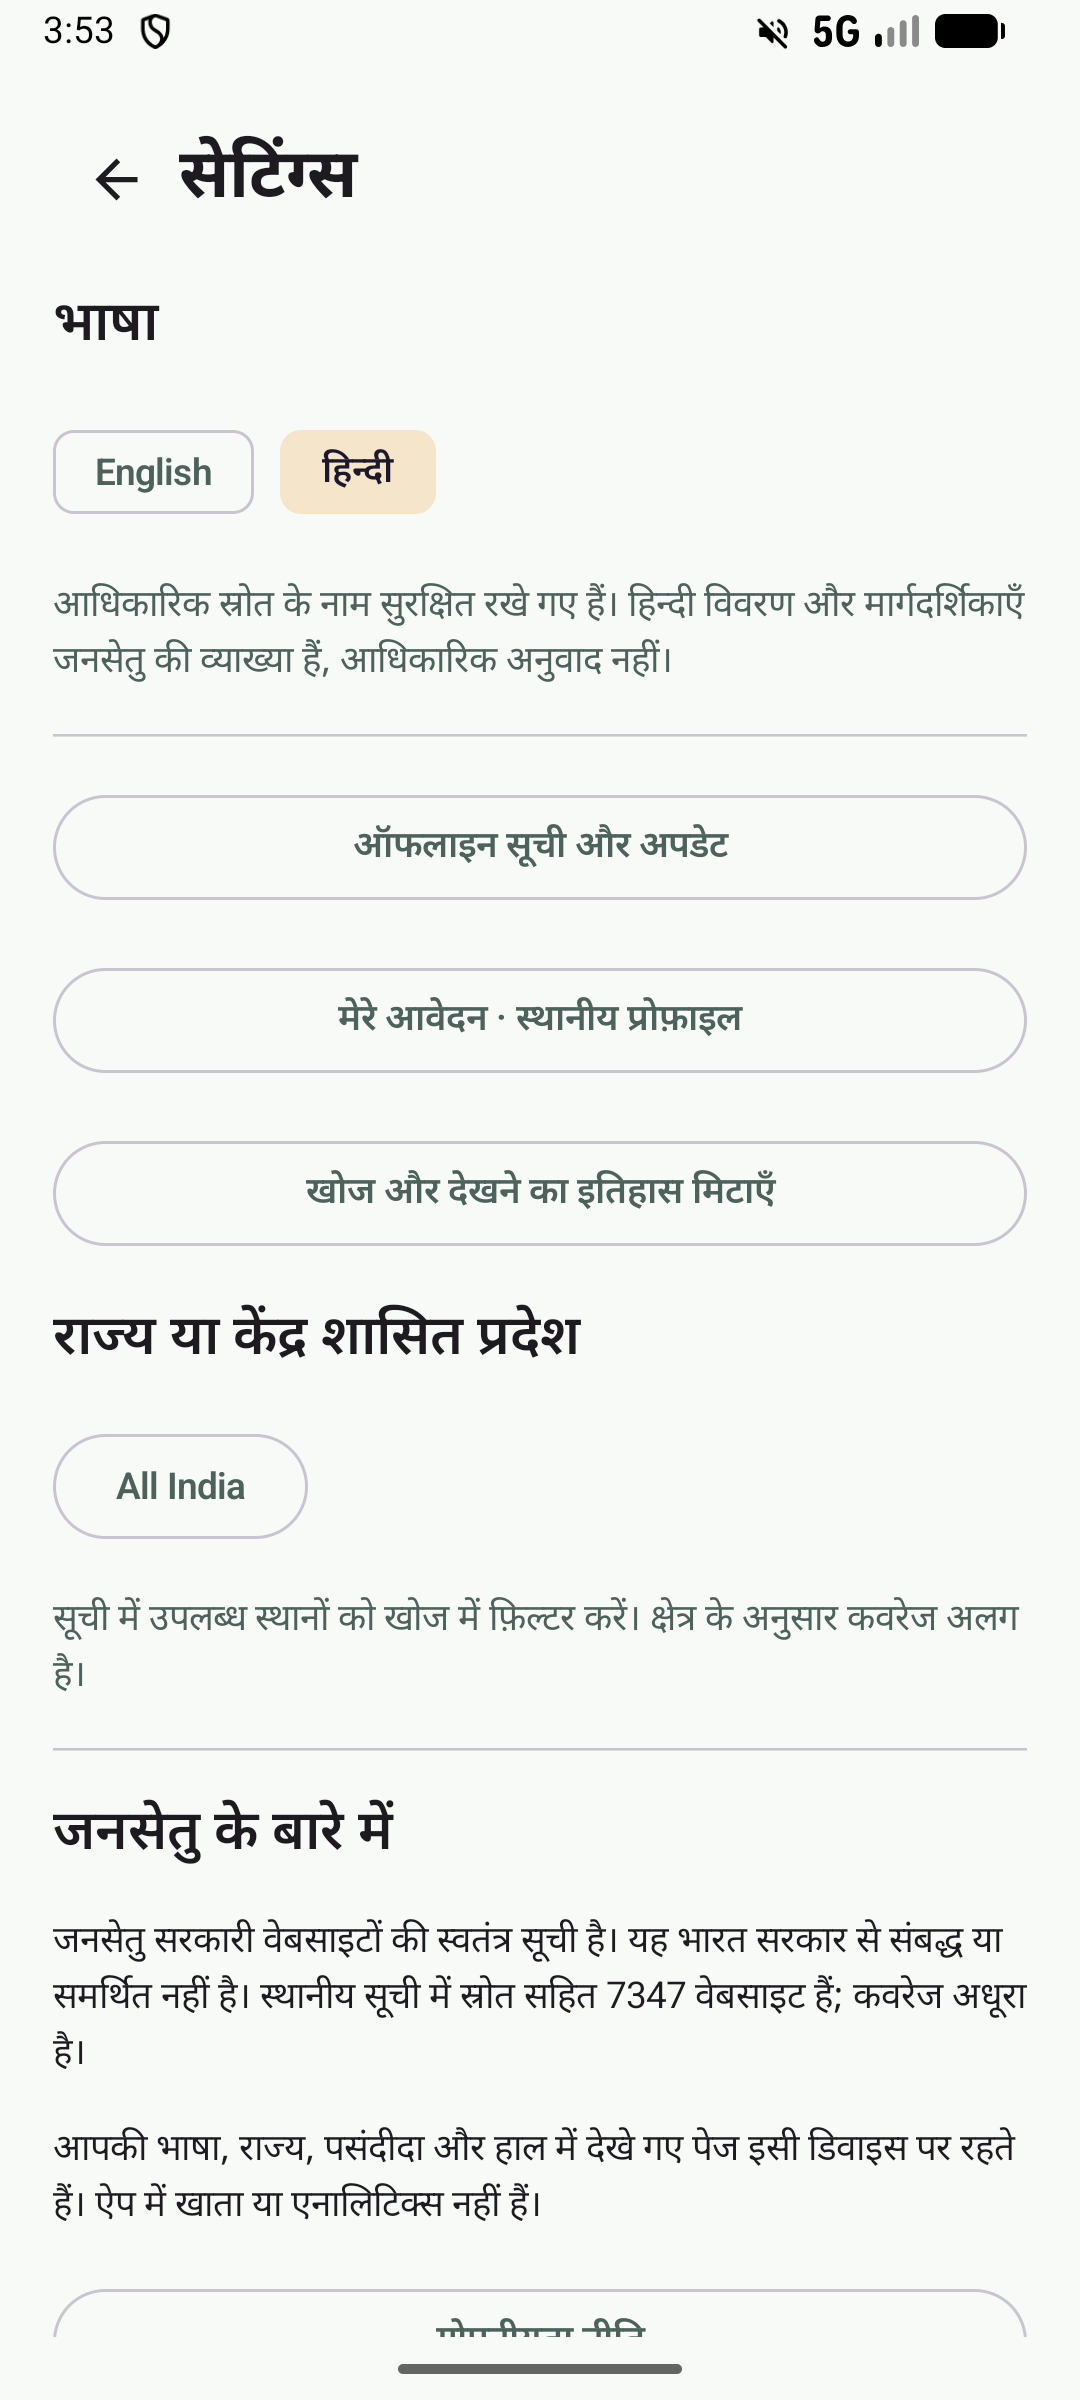 3:53
5G
सेटिंग्स
भाषा
English
हिन्दी
आधिकारिक स्रोत के नाम सुरक्षित रखे गए हैं। हिन्दी विवरण और मार्गदर्शिकाएँ
जनसेतु की व्याख्या हैं, आधिकारिक अनुवाद नहीं।
ऑफलाइन सूची और अपडेट
मेरे आवेदन · स्थानीय प्रोफ़ाइल
खोज और देखने का इतिहास मिटाएँ
राज्य या केंद्र शासित प्रदेश
All India
सूची में उपलब्ध स्थानों को खोज में फ़िल्टर करें। क्षेत्र के अनुसार कवरेज अलग
है।
जनसेतु के बारे में
जनसेतु सरकारी वेबसाइटों की स्वतंत्र सूची है। यह भारत सरकार से संबद्ध या
समर्थित नहीं है। स्थानीय सूची में स्रोत सहित 7347 वेबसाइट हैं; कवरेज अधूरा
है।
आपकी भाषा, राज्य, पसंदीदा और हाल में देखे गए पेज इसी डिवाइस पर रहते
हैं। ऐप में खाता या एनालिटिक्स नहीं हैं।